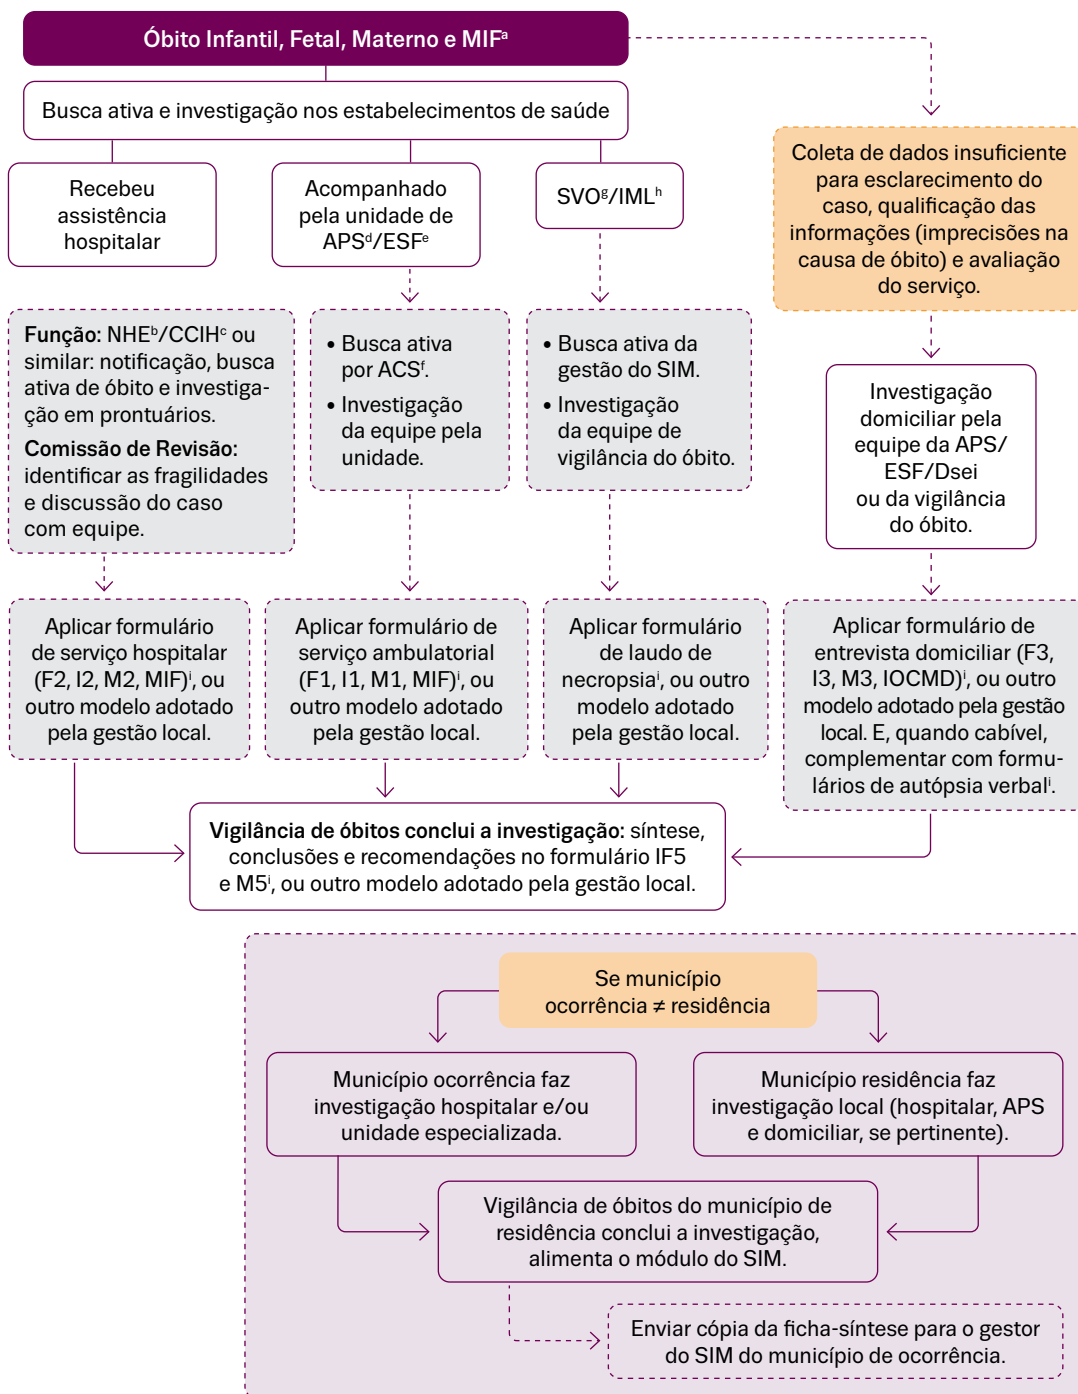 Óbito Infantil, Fetal, Materno e MIFᵃ
Busca ativa e investigação nos estabelecimentos de saúde
Recebeu
assistência
hospitalar
Acompanhado
pela unidade de
APSᵈ/ESFᵉ
SVOᵍ/IMLʰ
Coleta de dados insuficiente
para esclarecimento do
caso, qualificação das
informações (imprecisões na
causa de óbito) e avaliação
do serviço.
Função: NHEᵇ/CCIHᶜ ou
similar: notificação, busca
ativa de óbito e investiga-
ção em prontuários.
Comissão de Revisão:
identificar as fragilidades
e discussão do caso
com equipe.
• Busca ativa
por ACSᶠ.
• Investigação
da equipe pela
unidade.
• Busca ativa da
gestão do SIM.
• Investigação
da equipe de
vigilância do óbito.
Investigação
domiciliar pela
equipe da APS/
ESF/Dsei
ou da vigilância
do óbito.
Aplicar formulário
de serviço hospitalar
(F2, I2, M2, MIF)ⁱ, ou
outro modelo adotado
pela gestão local.
Aplicar formulário de
serviço ambulatorial
(F1, I1, M1, MIF)ⁱ, ou
outro modelo adotado
pela gestão local.
Aplicar formulário
de laudo de
necropsiaⁱ, ou outro
modelo adotado
pela gestão local.
Aplicar formulário de
entrevista domiciliar (F3,
I3, M3, IOCMD)ⁱ, ou outro
modelo adotado pela gestão
local. E, quando cabível,
complementar com formu-
lários de autópsia verbalⁱ.
Vigilância de óbitos conclui a investigação: síntese,
conclusões e recomendações no formulário IF5
e M5ⁱ, ou outro modelo adotado pela gestão local.
Se município
ocorrência ≠ residência
Município ocorrência faz
investigação hospitalar e/ou
unidade especializada.
Município residência faz
investigação local (hospitalar, APS
e domiciliar, se pertinente).
Vigilância de óbitos do município de
residência conclui a investigação,
alimenta o módulo do SIM.
Enviar cópia da ficha-síntese para o gestor
do SIM do município de ocorrência.